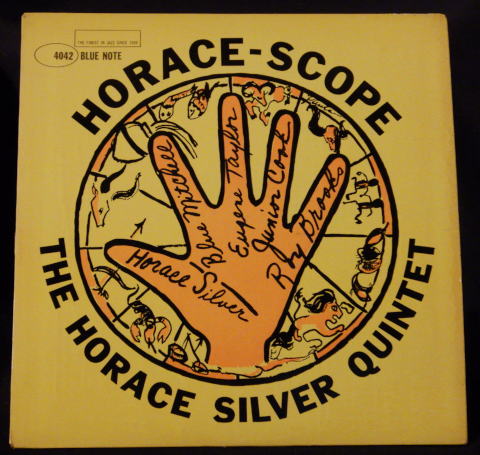 THE FINEST IN JAZZ SINCE 1939
4042 BLUE NOTE
HORACE-SCOPE
Horace Silver
Blue Mitchell
Eugene Taylor
Junior Cook
Roy Brooks
THE HORACE SILVER QUINTET